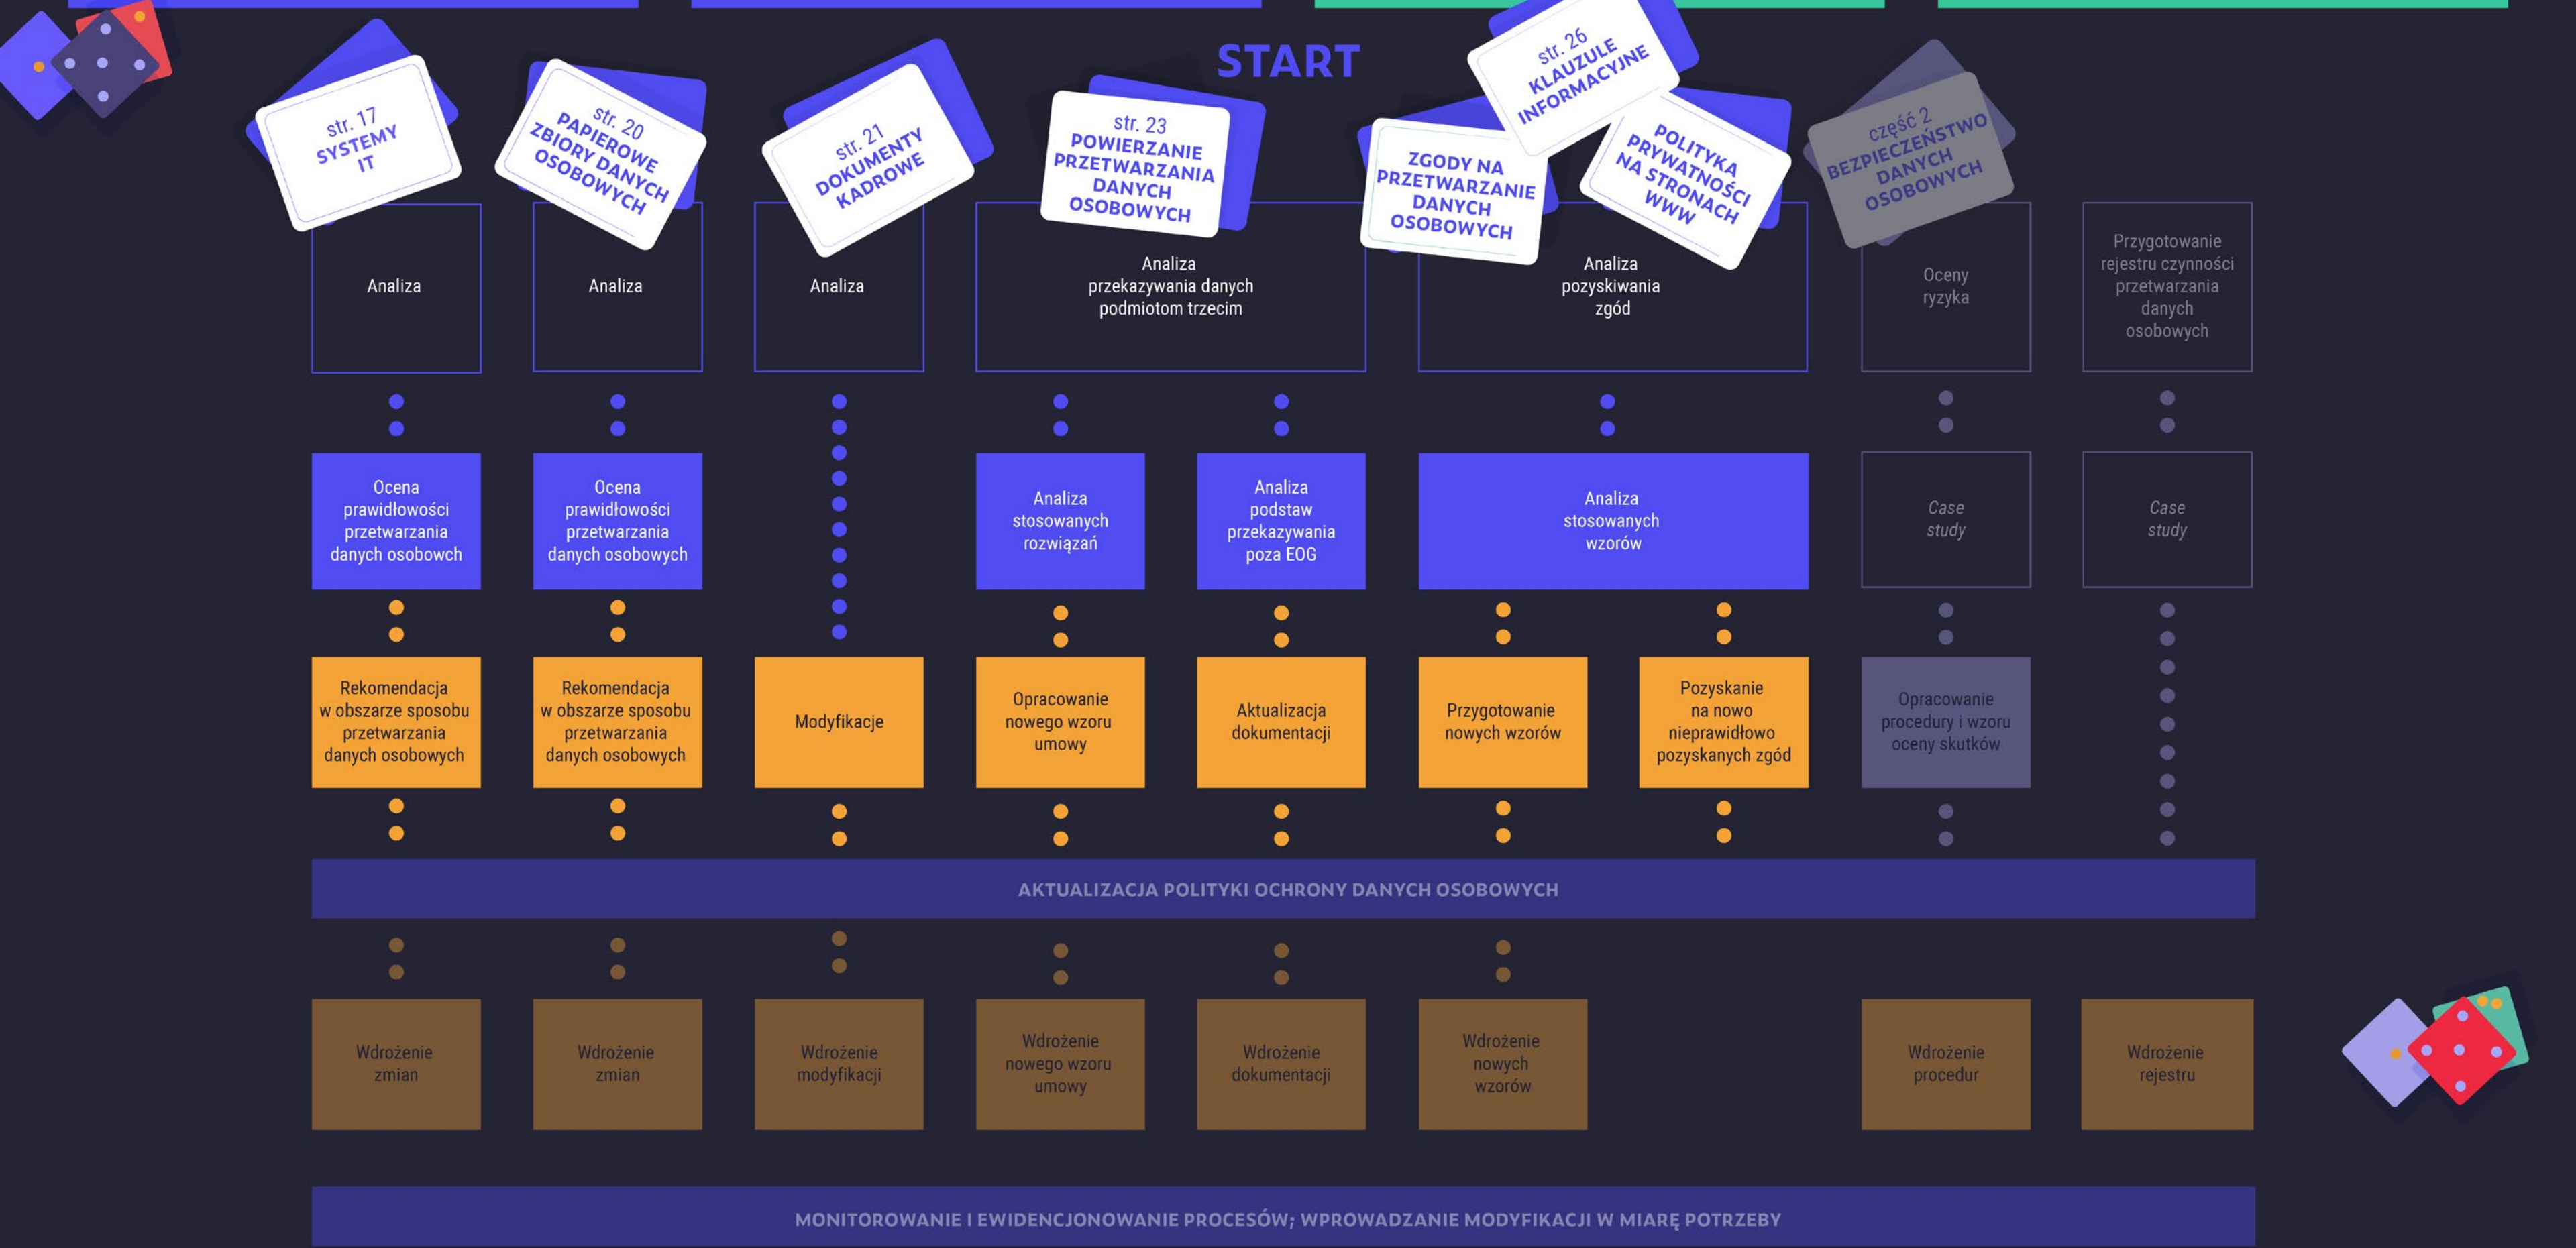 START
str. 17
SYSTEMY
IT
str. 20
PAPIEROWE
ZBIORY DANYCH
OSOBOWYCH
str. 21
DOKUMENTY
KADROWE
str. 23
POWIERZANIE
PRZETWARZANIA
DANYCH
OSOBOWYCH
ZGODY NA
PRZETWARZANIE
DANYCH
OSOBOWYCH
str. 26
KLAUZULE
INFORMACYJNE
POLITYKA
PRYWATNOŚCI
NA STRONACH
WWW
część 2
BEZPIECZEŃSTWO
DANYCH
OSOBOWYCH
Analiza
Analiza
Analiza
Analiza
przekazywania danych
podmiotom trzecim
Analiza
pozyskiwania
zgód
Oceny
ryzyka
Przygotowanie
rejestru czynności
przetwarzania
danych
osobowych
Ocena
prawidłowości
przetwarzania
danych osobowch
Ocena
prawidłowości
przetwarzania
danych osobowych
Analiza
stosowanych
rozwiązań
Analiza
podstaw
przekazywania
poza EOG
Analiza
stosowanych
wzorów
Case
study
Case
study
Rekomendacja
w obszarze sposobu
przetwarzania
danych osobowych
Rekomendacja
w obszarze sposobu
przetwarzania
danych osobowych
Modyfikacje
Opracowanie
nowego wzoru
umowy
Aktualizacja
dokumentacji
Przygotowanie
nowych wzorów
Pozyskanie
na nowo
nieprawidłowo
pozyskanych zgód
Opracowanie
procedury i wzoru
oceny skutków
AKTUALIZACJA POLITYKI OCHRONY DANYCH OSOBOWYCH
Wdrożenie
zmian
Wdrożenie
zmian
Wdrożenie
modyfikacji
Wdrożenie
nowego wzoru
umowy
Wdrożenie
dokumentacji
Wdrożenie
nowych
wzorów
Wdrożenie
procedur
Wdrożenie
rejestru
MONITOROWANIE I EWIDENCJONOWANIE PROCESÓW; WPROWADZANIE MODYFIKACJI W MIARĘ POTRZEBY